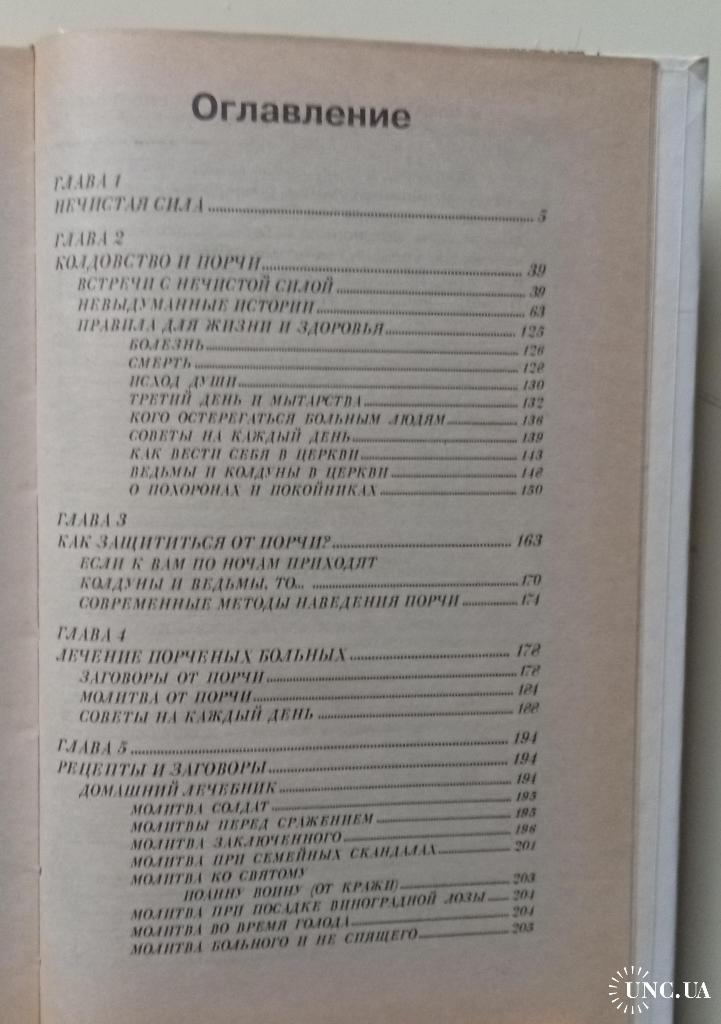 Оглавление
ГЛАВА 1
НЕЧИСТАЯ СИЛА 5
ГЛАВА 2
КОЛДОВСТВО И ПОРЧИ 39
ВСТРЕЧИ С НЕЧИСТОЙ СИЛОЙ 39
НЕВЫДУМАННЫЕ ИСТОРИИ 63
ПРАВИЛА ДЛЯ ЖИЗНИ И ЗДОРОВЬЯ 125
БОЛЕЗНЬ 126
СМЕРТЬ 128
ИСХОД ДУШИ 130
ТРЕТИЙ ДЕНЬ И МЫТАРСТВА 132
КОГО ОСТЕРЕГАТЬСЯ БОЛЬНЫМ ЛЮДЯМ 136
СОВЕТЫ НА КАЖДЫЙ ДЕНЬ 139
КАК ВЕСТИ СЕБЯ В ЦЕРКВИ 143
ВЕДЬМЫ И КОЛДУНЫ В ЦЕРКВИ 148
О ПОХОРОНАХ И ПОКОЙНИКАХ 150
ГЛАВА 3
КАК ЗАЩИТИТЬСЯ ОТ ПОРЧИ? 163
ЕСЛИ К ВАМ ПО НОЧАМ ПРИХОДЯТ
КОЛДУНЫ И ВЕДЬМЫ, ТО... 170
СОВРЕМЕННЫЕ МЕТОДЫ НАВЕДЕНИЯ ПОРЧИ 174
ГЛАВА 4
ЛЕЧЕНИЕ ПОРЧЕНЫХ БОЛЬНЫХ 178
ЗАГОВОРЫ ОТ ПОРЧИ 178
МОЛИТВА ОТ ПОРЧИ 181
СОВЕТЫ НА КАЖДЫЙ ДЕНЬ 188
ГЛАВА 5 194
РЕЦЕПТЫ И ЗАГОВОРЫ 194
ДОМАШНИЙ ЛЕЧЕБНИК 194
МОЛИТВА СОЛДАТ 195
МОЛИТВЫ ПЕРЕД СРАЖЕНИЕМ 195
МОЛИТВА ЗАКЛЮЧЕННОГО 196
МОЛИТВА ПРИ СЕМЕЙНЫХ СКАНДАЛАХ 201
МОЛИТВА КО СВЯТОМУ
ИОАННУ ВОИНУ (ОТ КРАЖИ) 203
МОЛИТВА ПРИ ПОСАДКЕ ВИНОГРАДНОЙ ЛОЗЫ 204
МОЛИТВА ВО ВРЕМЯ ГОЛОДА 204
МОЛИТВА БОЛЬНОГО И НЕ СПЯЩЕГО 205
UNC.UA